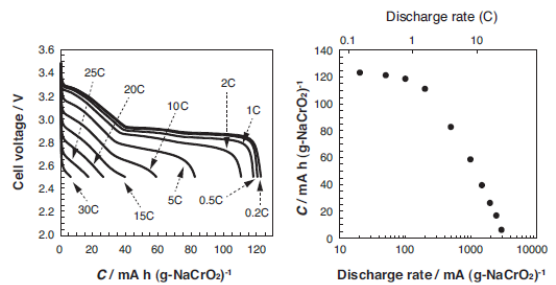 3.6
3.4
3.2
3.0
2.8
2.6
2.4
2.2
2.0
Cell voltage / V
25C
20C
10C
2C
1C
30C
15C
5C
0.5C
0.2C
0 20 40 60 80 100 120
C / mA h (g-NaCrO₂)⁻¹
Discharge rate (C)
0.1 1 10
140
120
100
80
60
40
20
0
C / mA h (g-NaCrO₂)⁻¹
10 100 1000 10000
Discharge rate / mA (g-NaCrO₂)⁻¹